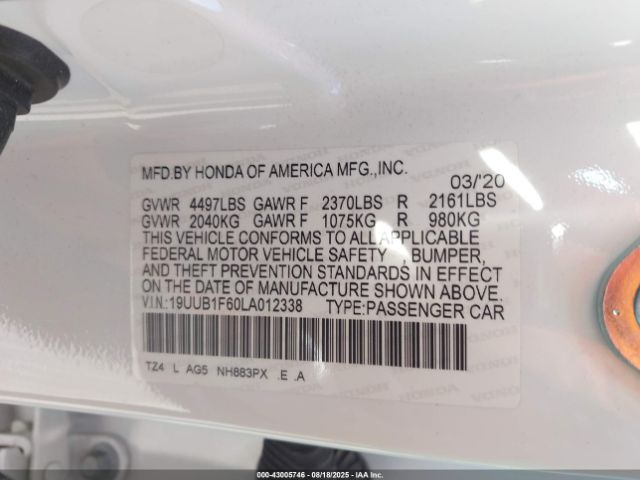 MFD.BY HONDA OF AMERICA MFG.,INC. 03/'20
GVWR 4497LBS GAWR F 2370LBS R 2161LBS
GVWR 2040KG GAWR F 1075KG R 980KG
THIS VEHICLE CONFORMS TO ALL APPLICABLE
FEDERAL MOTOR VEHICLE SAFETY , BUMPER,
AND THEFT PREVENTION STANDARDS IN EFFECT
ON THE DATE OF MANUFACTURE SHOWN ABOVE.
V.I.N.:19UUB1F60LA012338 TYPE:PASSENGER CAR
TZ4 L AG5 NH883PX .E .A
000-43005746 - 08/18/2025 - IAAI.COM